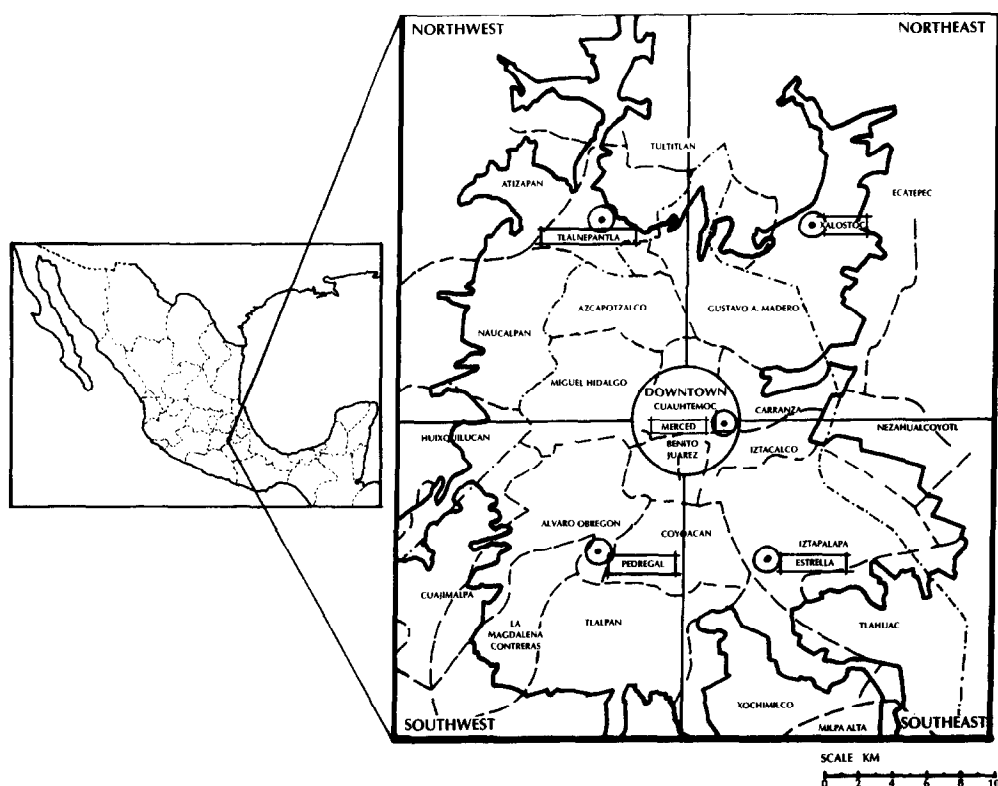 NORTHWEST
NORTHEAST
TULTITLAN
ATIZAPAN
ECATEPEC
XALOSTOC
TLALNEPANTLA
AZCAPOTZALCO
GUSTAVO A. MADERO
NAUCALPAN
MIGUEL HIDALGO
DOWNTOWN
CUAUHTEMOC
CARRANZA
MERCED
NEZAHUALCOYOTL
HUIXQUILUCAN
BENITO
JUAREZ
IZTACALCO
ALVARO OBREGON
COYOACAN
IZTAPALAPA
PEDREGAL
ESTRELLA
CUAJIMALPA
LA
MAGDALENA
CONTRERAS
TLALPAN
TLAHUAC
XOCHIMILCO
SOUTHWEST
MILPA ALTA
SOUTHEAST
SCALE KM
0 2 4 6 8 10